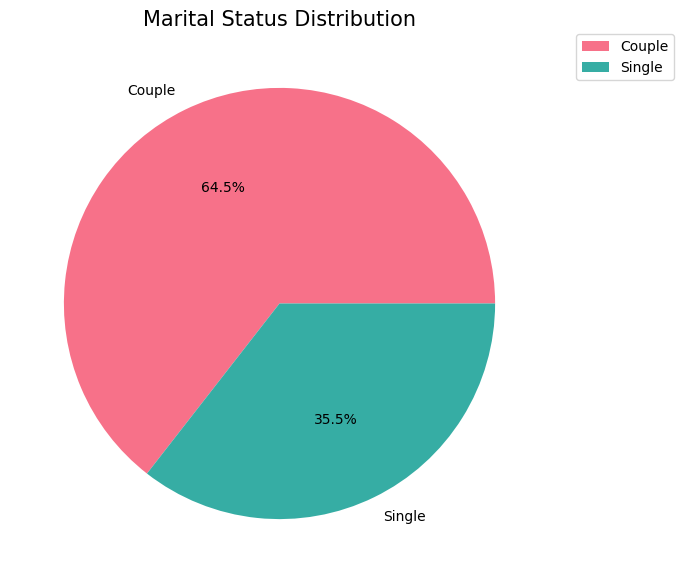 Marital Status Distribution
Couple
Single
Couple
64.5%
35.5%
Single